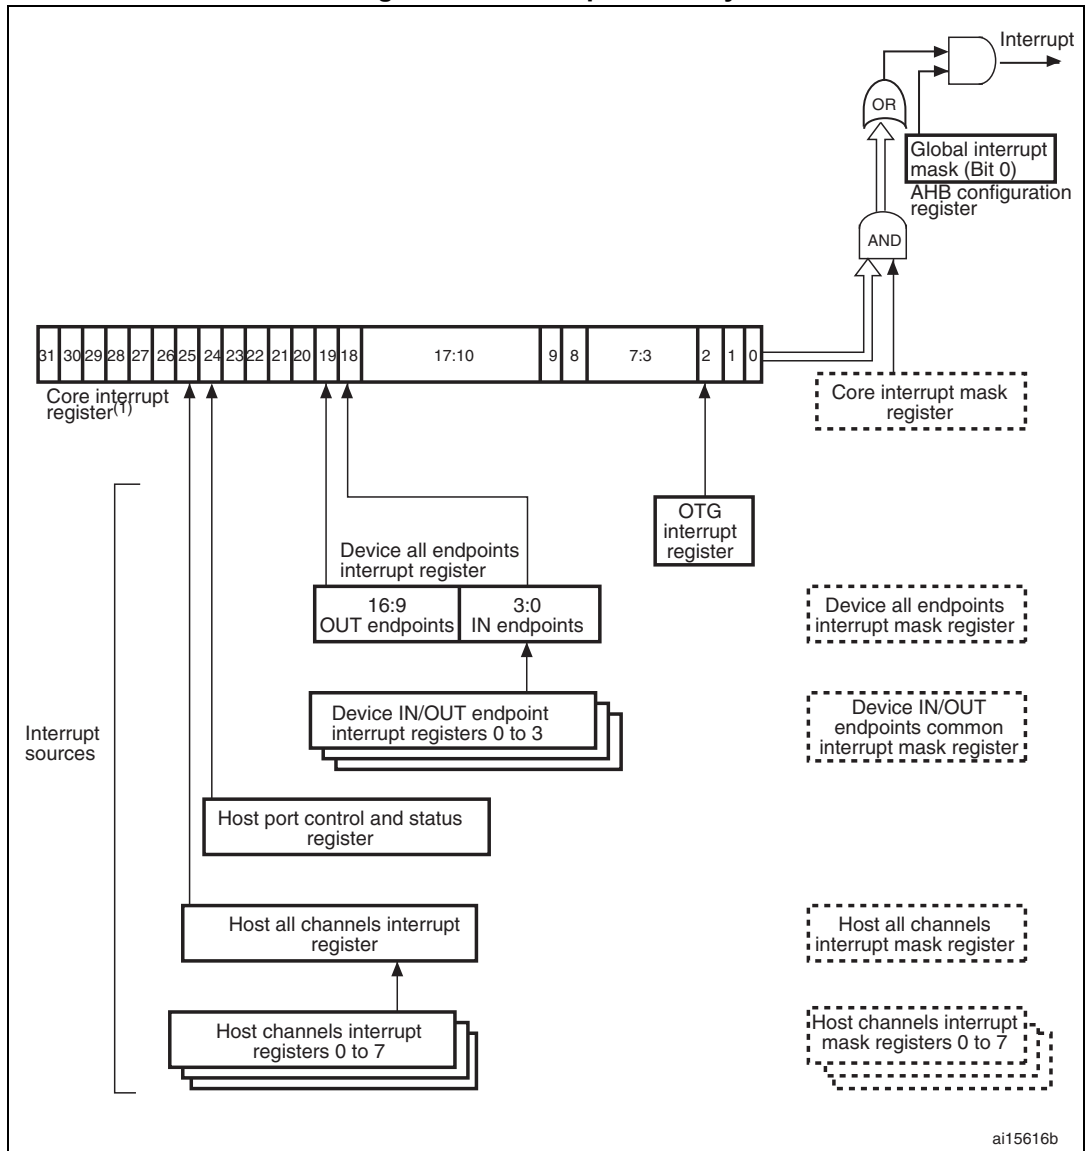 Interrupt
OR
Global interrupt
mask (Bit 0)
AHB configuration
register
AND
31 30 29 28 27 26 25 24 23 22 21 20 19 18 17:10 9 8 7:3 2 1 0
Core interrupt
register(1)
Core interrupt mask
register
OTG
interrupt
register
Device all endpoints
interrupt register
16:9
OUT endpoints
3:0
IN endpoints
Device all endpoints
interrupt mask register
Device IN/OUT endpoint
interrupt registers 0 to 3
Device IN/OUT
endpoints common
interrupt mask register
Interrupt
sources
Host port control and status
register
Host all channels interrupt
register
Host all channels
interrupt mask register
Host channels interrupt
registers 0 to 7
Host channels interrupt
mask registers 0 to 7
ai15616b